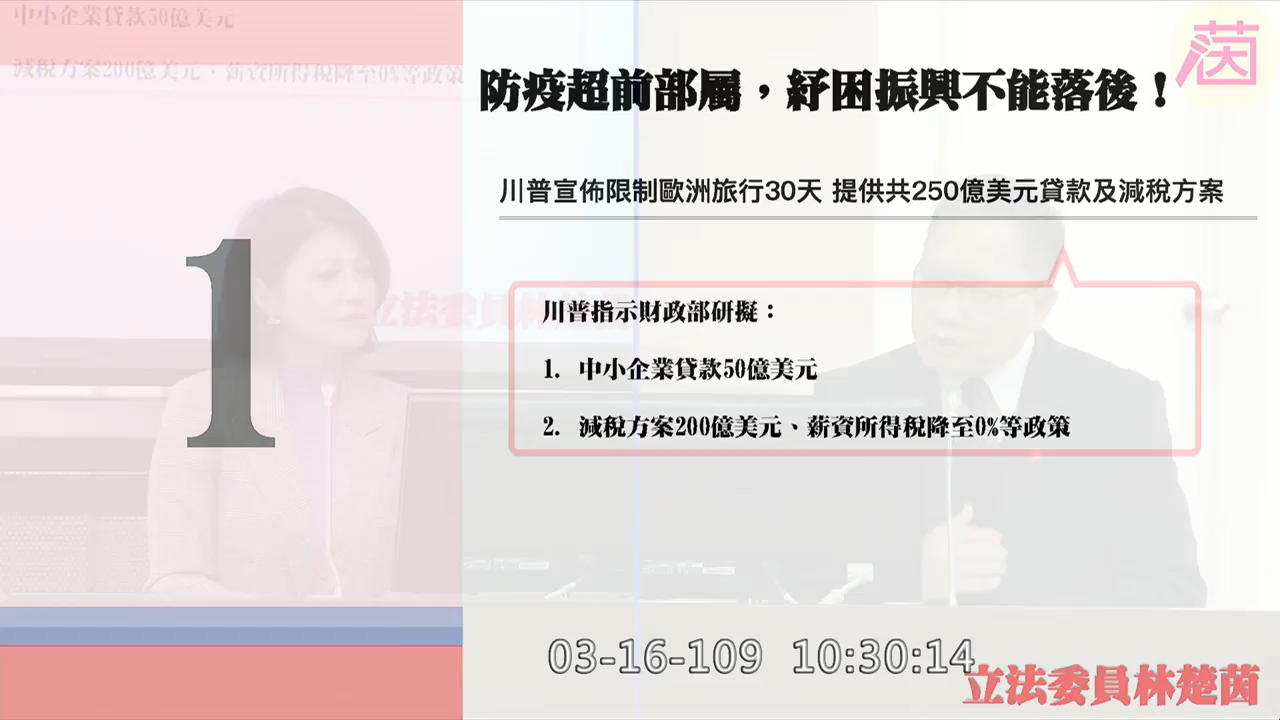 中小企業貸款50億美元
減稅方案200億美元、薪資所得稅降至0%等政策
茵
防疫超前部屬，紓困振興不能落後！
川普宣佈限制歐洲旅行30天 提供共250億美元貸款及減稅方案
1
川普指示財政部研擬：
1. 中小企業貸款50億美元
2. 減稅方案200億美元、薪資所得稅降至0%等政策
立法委員林楚茵
03-16-109 10:30:14
立法委員林楚茵